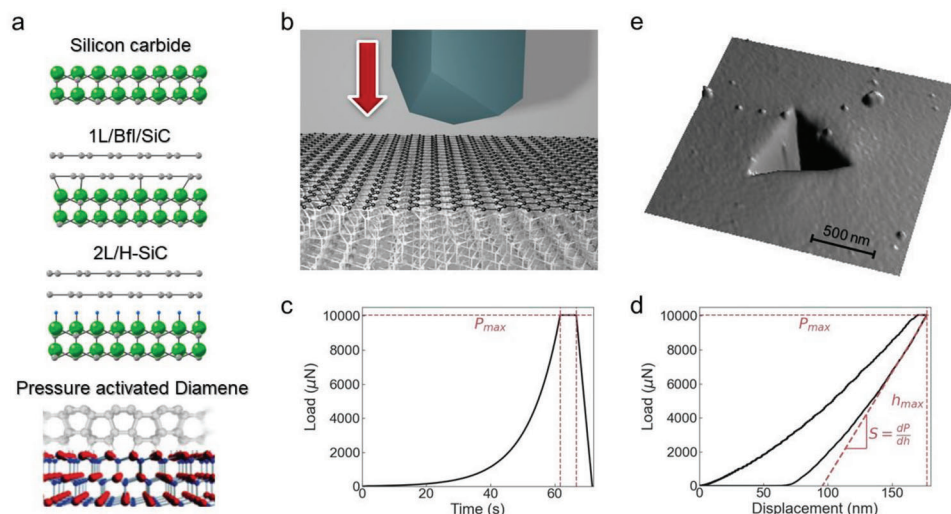 a
Silicon carbide
1L/Bfl/SiC
2L/H-SiC
Pressure activated Diamene
b
e
500 nm
c
10000
8000
6000
4000
2000
0
Load (μN)
P_max
0 20 40 60
Time (s)
d
10000
8000
6000
4000
2000
0
Load (μN)
P_max
h_max
S = dP/dh
0 50 100 150
Displacement (nm)